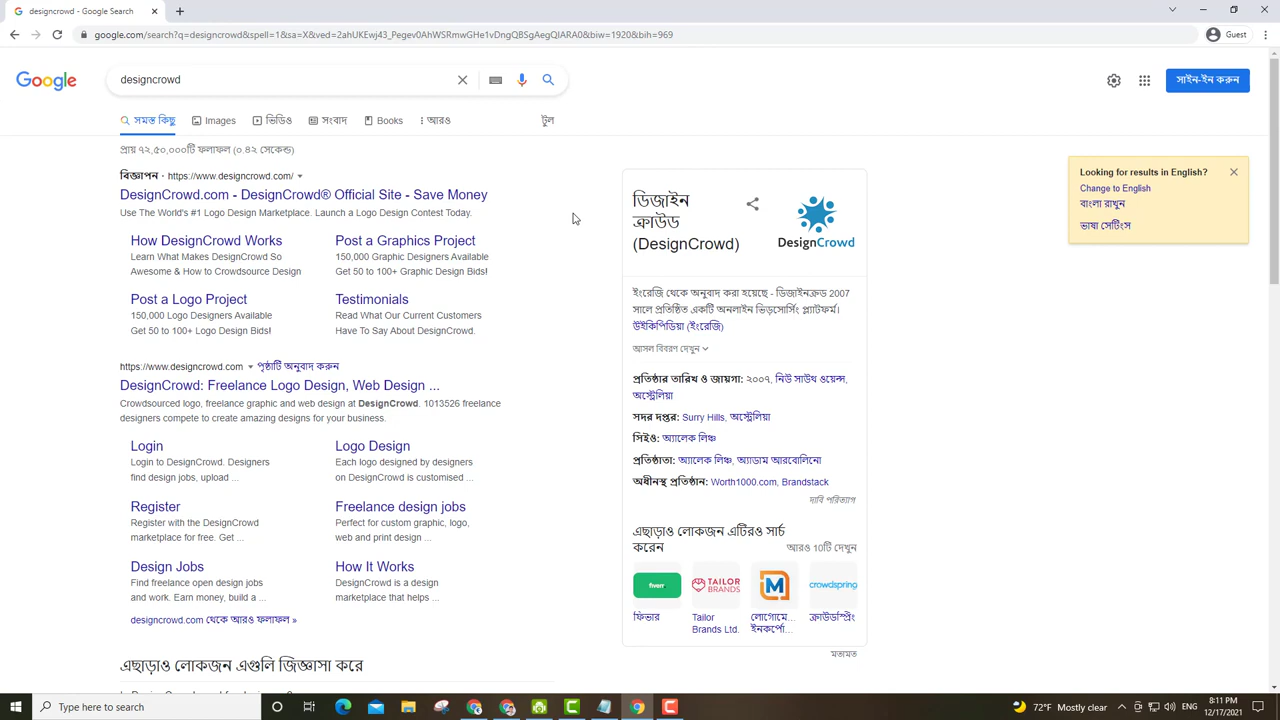 designcrowd - Google Search
google.com/search?q=designcrowd&spell=1&sa=X&ved=2ahUKEwj43_Pegev0AhWSRmwGHe1vDngQBSgAegQIARA0&biw=1920&bih=969
Guest
Google
designcrowd
সাইন-ইন করুন
সমস্ত কিছু
Images
ভিডিও
সংবাদ
Books
আরও
টুল
প্রায় ৭২,৫০,০০০টি ফলাফল (০.৪২ সেকেন্ড)
বিজ্ঞাপন · https://www.designcrowd.com/
DesignCrowd.com - DesignCrowd® Official Site - Save Money
Use The World's #1 Logo Design Marketplace. Launch a Logo Design Contest Today.
How DesignCrowd Works
Learn What Makes DesignCrowd So
Awesome & How to Crowdsource Design
Post a Graphics Project
150,000 Graphic Designers Available
Get 50 to 100+ Graphic Design Bids!
Post a Logo Project
150,000 Logo Designers Available
Get 50 to 100+ Logo Design Bids!
Testimonials
Read What Our Current Customers
Have To Say About DesignCrowd.
https://www.designcrowd.com পৃষ্ঠাটি অনুবাদ করুন
DesignCrowd: Freelance Logo Design, Web Design ...
Crowdsourced logo, freelance graphic and web design at DesignCrowd. 1013526 freelance
designers compete to create amazing designs for your business.
Login
Login to DesignCrowd. Designers
find design jobs, upload ...
Logo Design
Each logo designed by designers
on DesignCrowd is customised ...
Register
Register with the DesignCrowd
marketplace for free. Get ...
Freelance design jobs
Perfect for custom graphic, logo,
web and print design ...
Design Jobs
Find freelance open design jobs
and work. Earn money, build a ...
How It Works
DesignCrowd is a design
marketplace that helps ...
designcrowd.com থেকে আরও ফলাফল »
এছাড়াও লোকজন এগুলি জিজ্ঞাসা করে
ডিজাইন
ক্রাউড
(DesignCrowd)
DesignCrowd
ইংরেজি থেকে অনুবাদ করা হয়েছে - ডিজাইনক্রড 2007
সালে প্রতিষ্ঠিত একটি অনলাইন ভিড়সোর্সিং প্ল্যাটফর্ম।
উইকিপিডিয়া (ইংরেজি)
আসল বিবরণ দেখুন
প্রতিষ্ঠার তারিখ ও জায়গা: ২০০৭, নিউ সাউথ ওয়েল্স,
অস্ট্রেলিয়া
সদর দপ্তর: Surry Hills, অস্ট্রেলিয়া
সিইও: অ্যালেক লিঞ্চ
প্রতিষ্ঠাতা: অ্যালেক লিঞ্চ, অ্যাডাম আরবোলিনো
অধীনস্থ প্রতিষ্ঠান: Worth1000.com, Brandstack
দাবি পরিত্যাগ
এছাড়াও লোকজন এটিরও সার্চ
করেন
আরও 10টি দেখুন
fiverr
TAILOR
BRANDS
crowdspring
ফিভার
Tailor
Brands Ltd.
লোগোমে...
ইনকর্পো...
ক্রাউডস্প্রিং
মতামত
Looking for results in English?
Change to English
বাংলা রাখুন
ভাষা সেটিংস
Type here to search
72°F Mostly clear
ENG
8:11 PM
12/17/2021